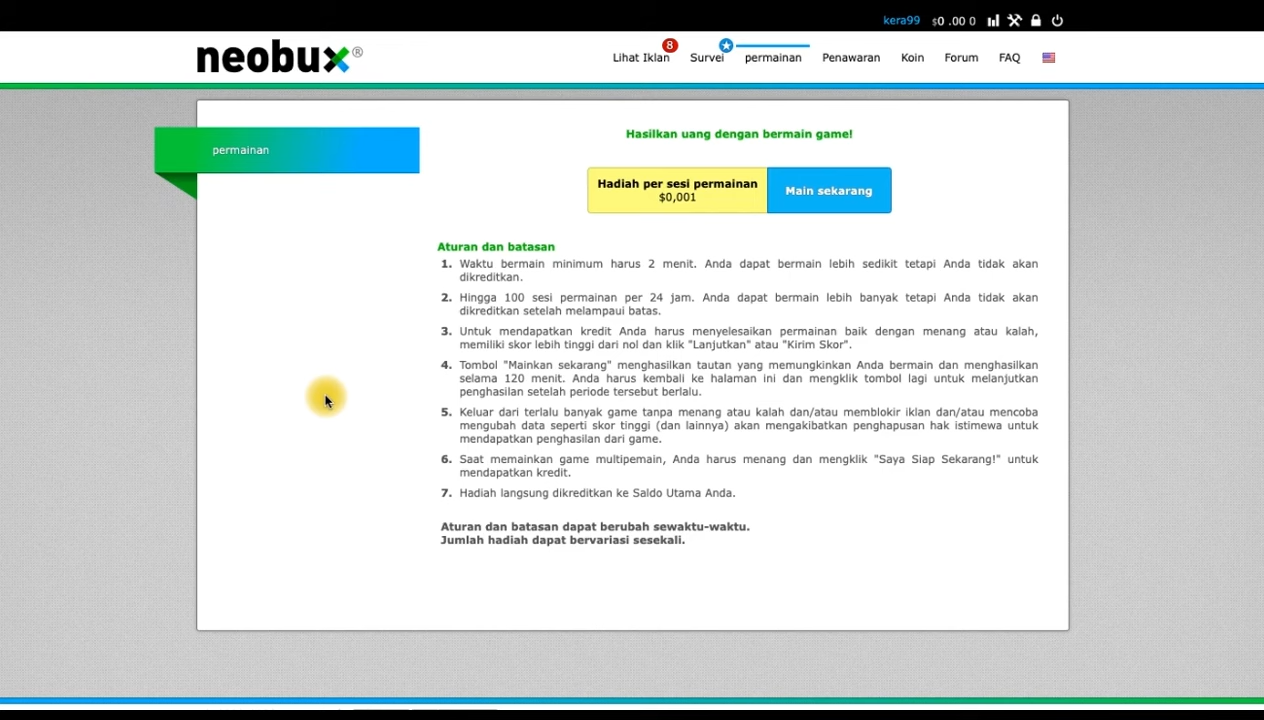 kera99 $0 .00 0
neobux®
Lihat Iklan 8 Survei permainan Penawaran Koin Forum FAQ
permainan
Hasilkan uang dengan bermain game!
Hadiah per sesi permainan
$0,001
Main sekarang
Aturan dan batasan
1. Waktu bermain minimum harus 2 menit. Anda dapat bermain lebih sedikit tetapi Anda tidak akan
dikreditkan.
2. Hingga 100 sesi permainan per 24 jam. Anda dapat bermain lebih banyak tetapi Anda tidak akan
dikreditkan setelah melampaui batas.
3. Untuk mendapatkan kredit Anda harus menyelesaikan permainan baik dengan menang atau kalah,
memiliki skor lebih tinggi dari nol dan klik "Lanjutkan" atau "Kirim Skor".
4. Tombol "Mainkan sekarang" menghasilkan tautan yang memungkinkan Anda bermain dan menghasilkan
selama 120 menit. Anda harus kembali ke halaman ini dan mengklik tombol lagi untuk melanjutkan
penghasilan setelah periode tersebut berlalu.
5. Keluar dari terlalu banyak game tanpa menang atau kalah dan/atau memblokir iklan dan/atau mencoba
mengubah data seperti skor tinggi (dan lainnya) akan mengakibatkan penghapusan hak istimewa untuk
mendapatkan penghasilan dari game.
6. Saat memainkan game multipemain, Anda harus menang dan mengklik "Saya Siap Sekarang!" untuk
mendapatkan kredit.
7. Hadiah langsung dikreditkan ke Saldo Utama Anda.
Aturan dan batasan dapat berubah sewaktu-waktu.
Jumlah hadiah dapat bervariasi sesekali.